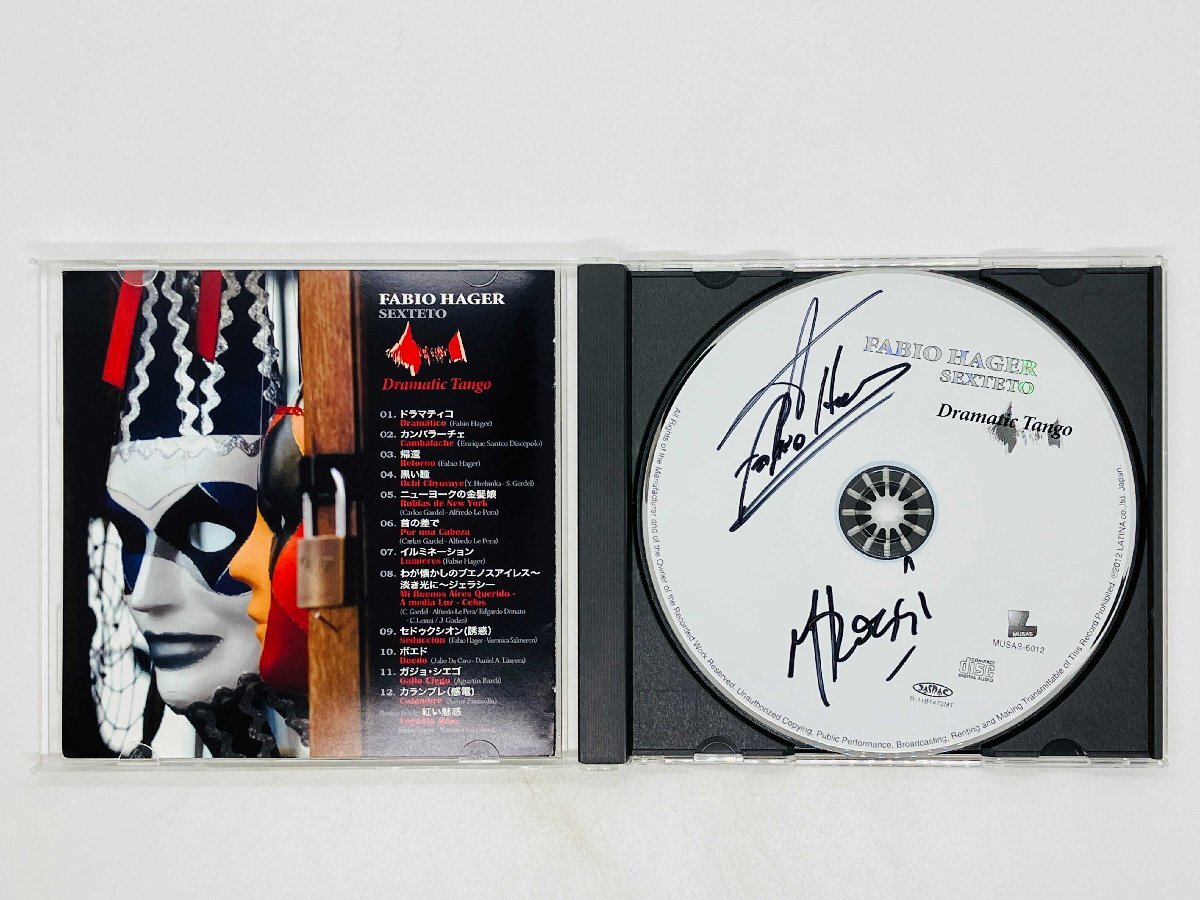 FABIO HAGER
SEXTETO
Dramatic Tango
01. ドラマティコ
Dramático (Fabio Hager)
02. カンバラーチェ
Cambalache (Enrique Santos Discepolo)
03. 帰還
Retorno (Fabio Hager)
04. 黒い瞳
Ochi Chyornye (Y. Hrebinka - S. Gerdel)
05. ニューヨークの金髪娘
Rubias de New York
(Carlos Gardel - Alfredo Le Pera)
06. 首の差で
Por una Cabeza
(Carlos Gardel - Alfredo Le Pera)
07. イルミネーション
Lumieres (Fabio Hager)
08. わが懐かしのブエノスアイレス〜
淡き光に〜ジェラシー
Mi Buenos Aires Querido -
A media Luz - Celos
(C. Gardel - Alfredo Le Pera/ Edgardo Donato
- C.Lenzi / J. Gades)
09. セドゥクシオン(誘惑)
Seducción (Fabio Hager - Veronica Salmeron)
10. ボエド
Boedo (Julio De Caro - Daniel A. Linyera)
11. ガジョ・シエゴ
Gallo Ciego (Agustin Bardi)
12. カランブレ(感電)
Calambre (Astor Piazzolla)
紅い魅惑
FABIO HAGER
SEXTETO
Dramatic Tango
Fabio Hager
MUSAS
MUSAS-6012
COMPACT
disc
DIGITAL AUDIO
JASRAC
R-1181475MT
All Rights of the Manufacturer and of the Owner of the Recorded Work Reserved. Unauthorized Copying, Public Performance, Broadcasting, Renting and Making Transmittable of This Record Prohibited. ℗2012 LATINA co.,ltd. Japan.